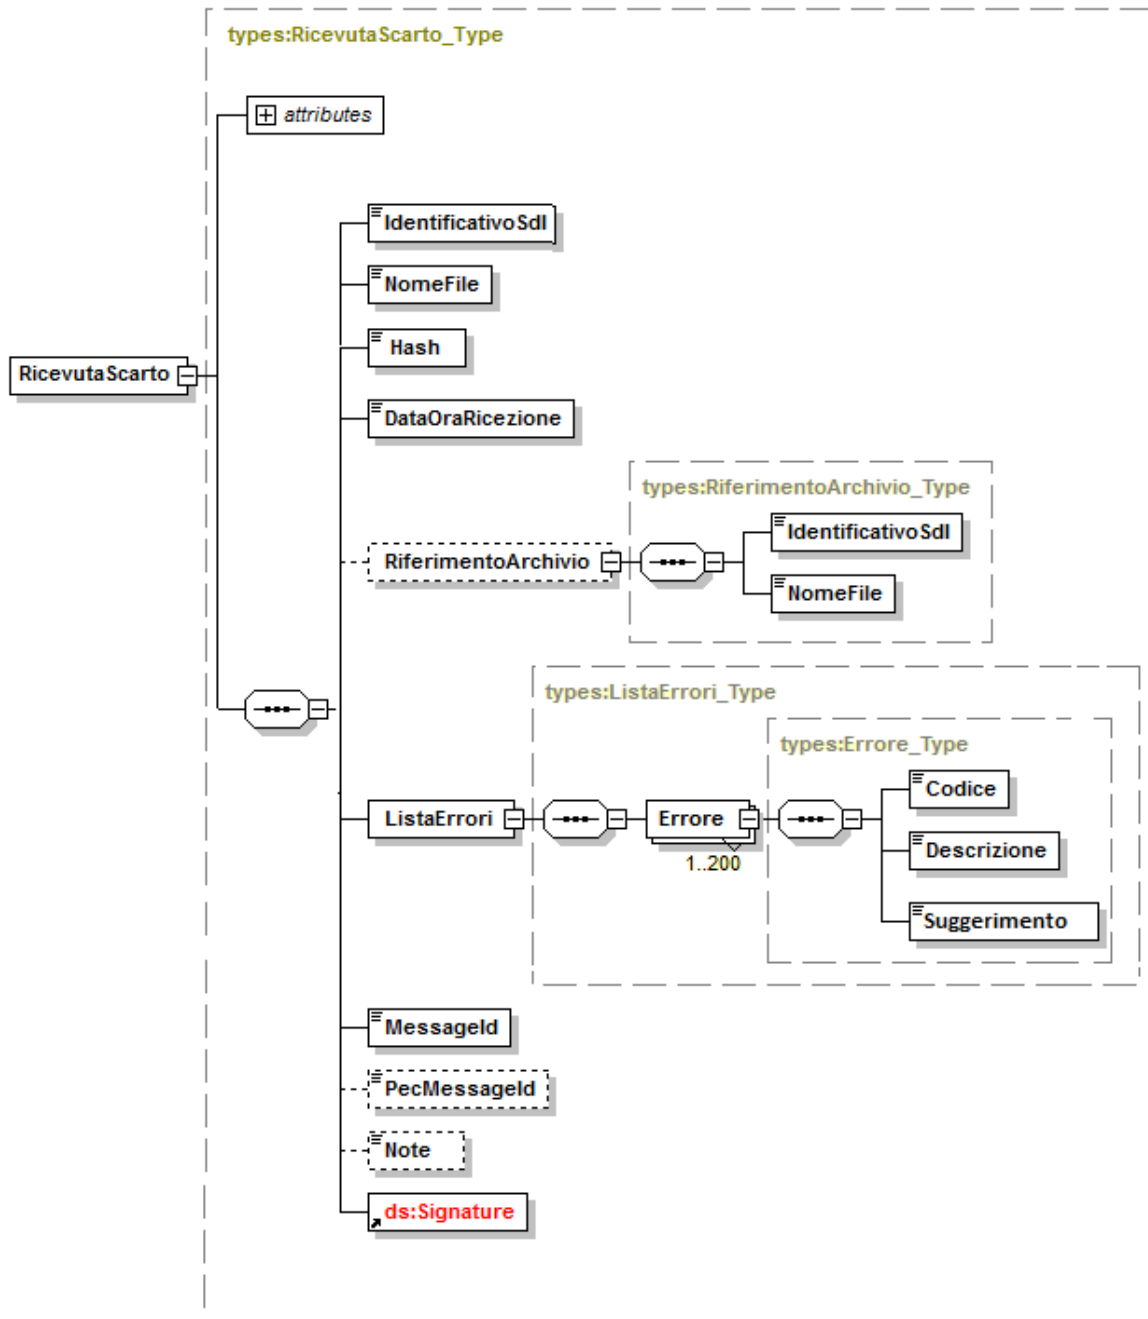 types:RicevutaScarto_Type
attributes
IdentificativoSdI
NomeFile
Hash
RicevutaScarto
DataOraRicezione
types:RiferimentoArchivio_Type
IdentificativoSdI
RiferimentoArchivio
NomeFile
types:ListaErrori_Type
types:Errore_Type
Codice
ListaErrori
Errore
1..200
Descrizione
Suggerimento
MessageId
PecMessageId
Note
ds:Signature